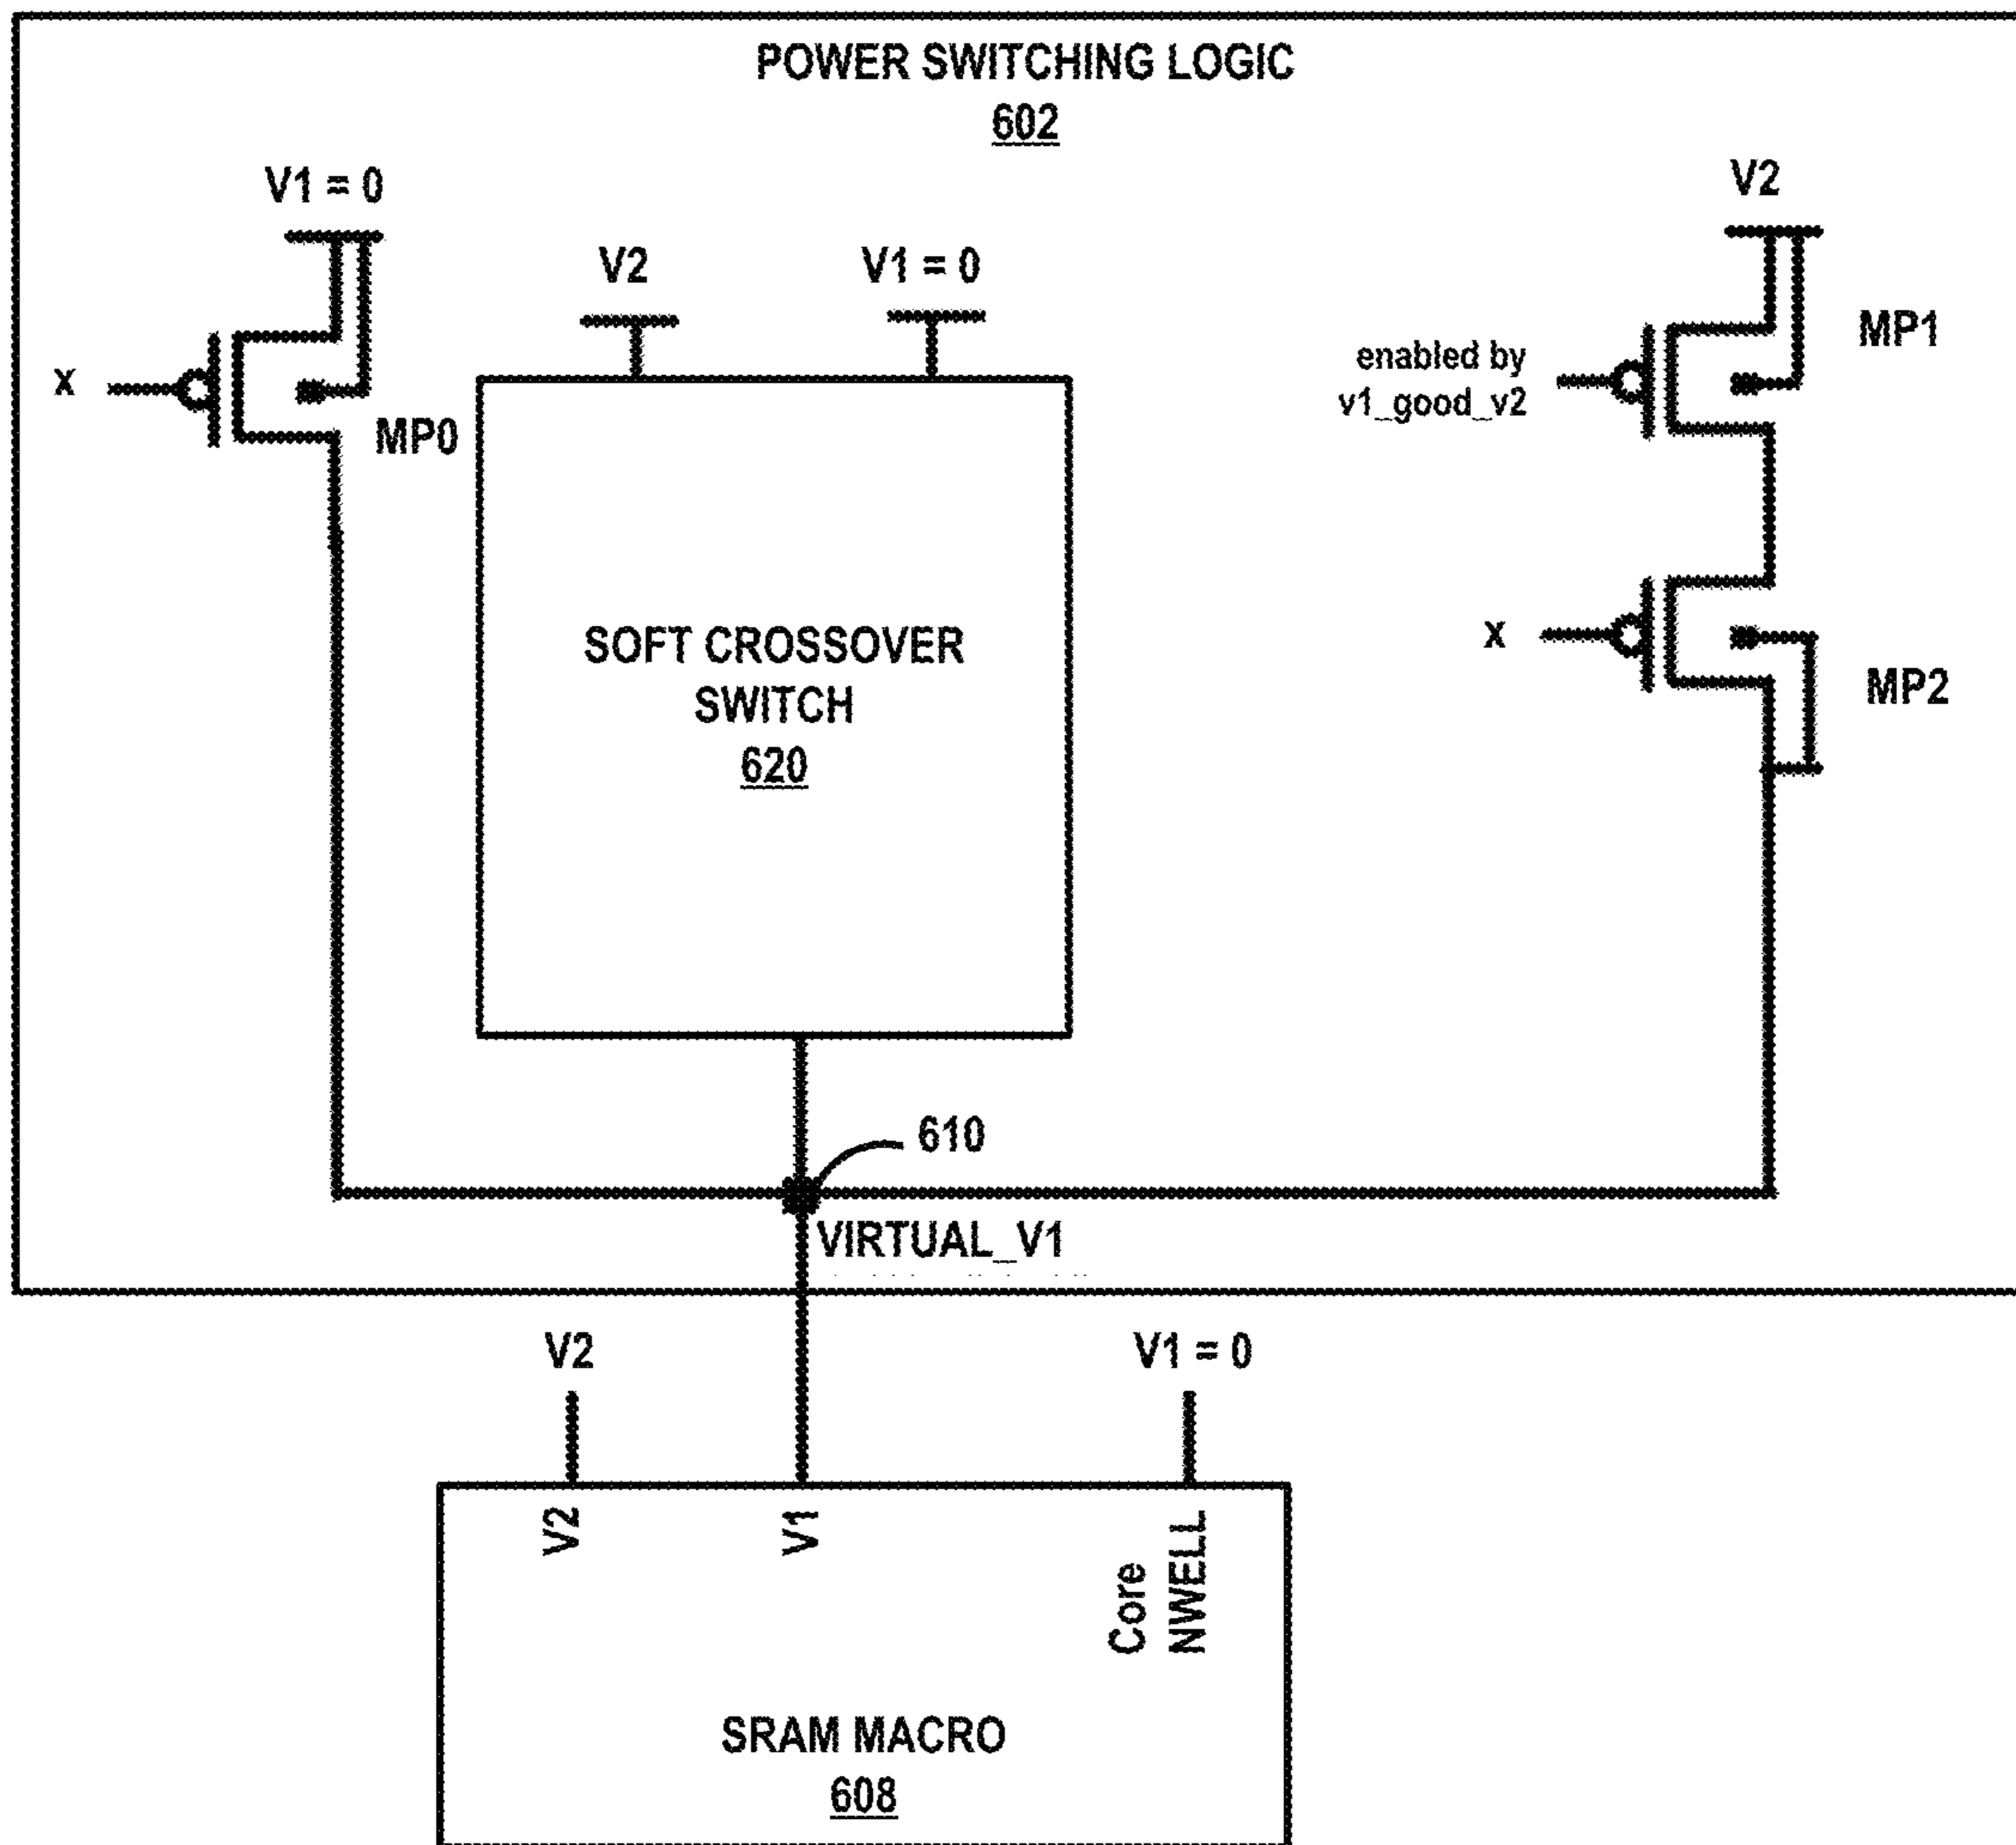 POWER SWITCHING LOGIC
602
V1 = 0
V2
V1 = 0
V2
x
MP0
enabled by
v1_good_v2
MP1
SOFT CROSSOVER
SWITCH
620
x
MP2
610
VIRTUAL_V1
V2
V1 = 0
V2
V1
Core
NWELL
SRAM MACRO
608